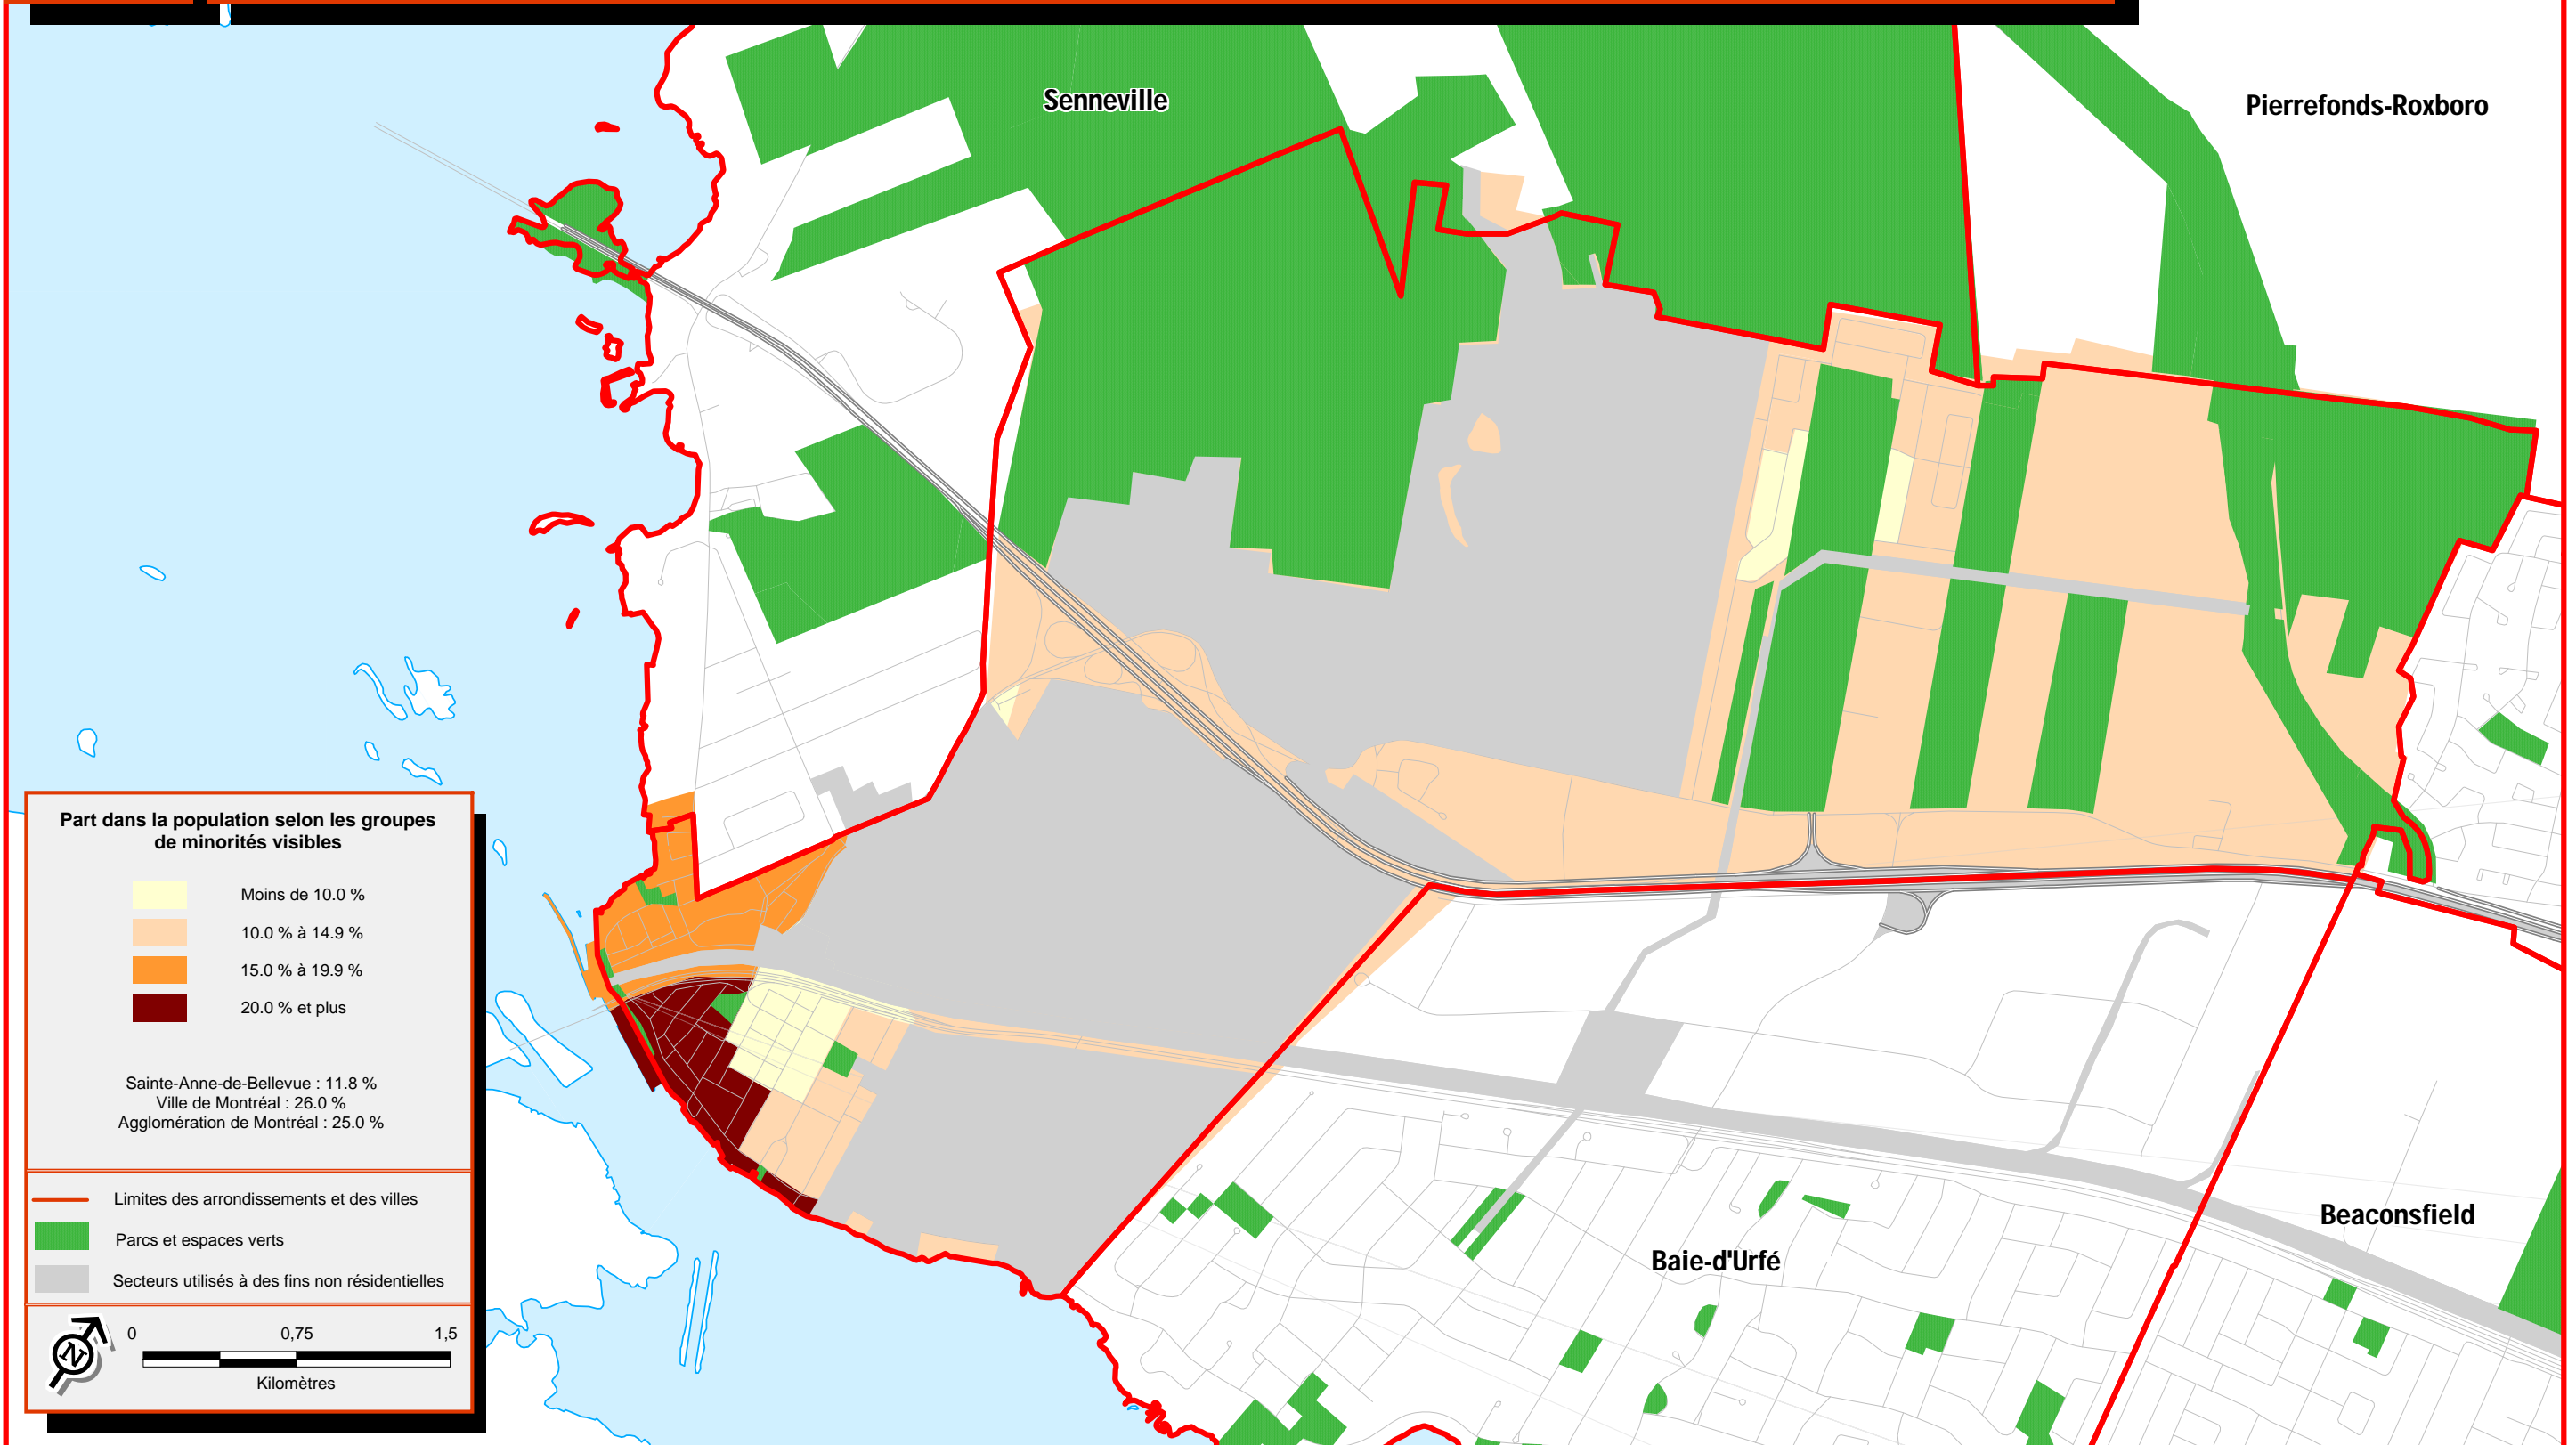 Senneville
Pierrefonds-Roxboro
Part dans la population selon les groupes
de minorités visibles
Moins de 10.0 %
10.0 % à 14.9 %
15.0 % à 19.9 %
20.0 % et plus
Sainte-Anne-de-Bellevue : 11.8 %
Ville de Montréal : 26.0 %
Agglomération de Montréal : 25.0 %
Limites des arrondissements et des villes
Parcs et espaces verts
Secteurs utilisés à des fins non résidentielles
N
0 0,75 1,5
Kilomètres
Baie-d'Urfé
Beaconsfield